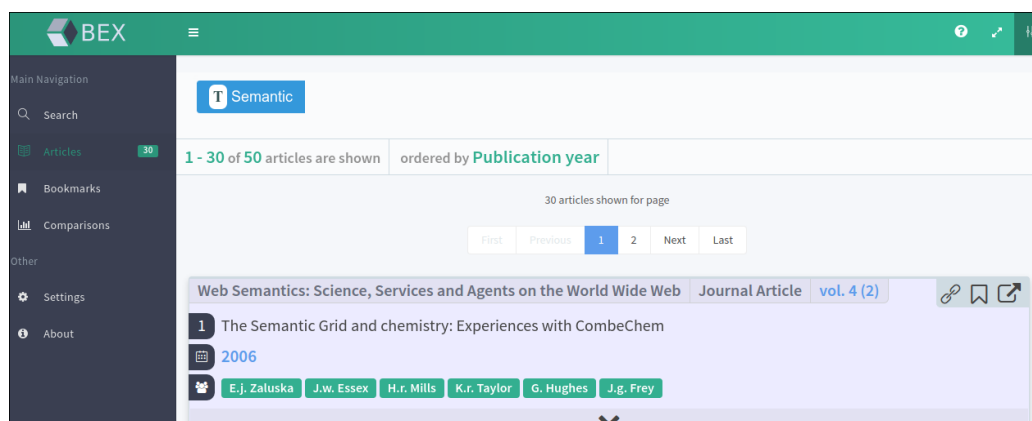 BEX
Main Navigation
Search
Articles 30
Bookmarks
Comparisons
Other
Settings
About
T Semantic
1 - 30 of 50 articles are shown ordered by Publication year
30 articles shown for page
First Previous 1 2 Next Last
Web Semantics: Science, Services and Agents on the World Wide Web Journal Article vol. 4 (2)
1 The Semantic Grid and chemistry: Experiences with CombeChem
2006
E.j. Zaluska J.w. Essex H.r. Mills K.r. Taylor G. Hughes J.g. Frey